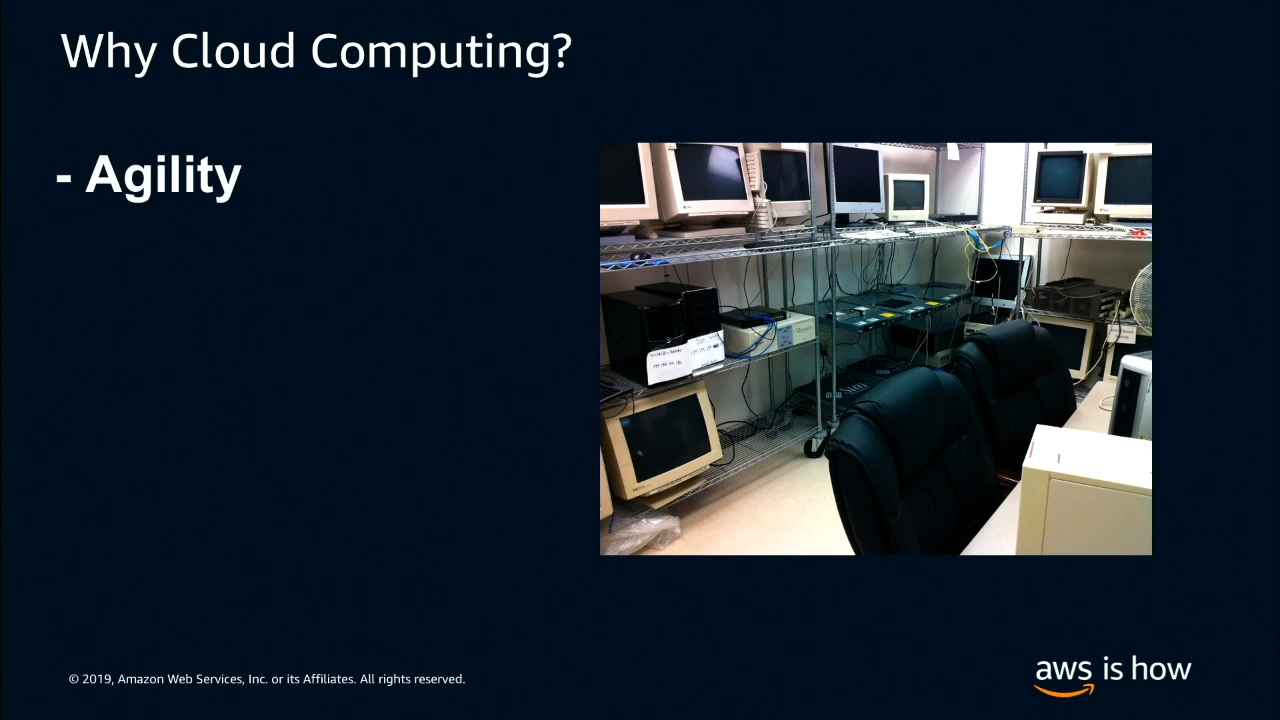 Why Cloud Computing?
- Agility
© 2019, Amazon Web Services, Inc. or its Affiliates. All rights reserved.
aws is how